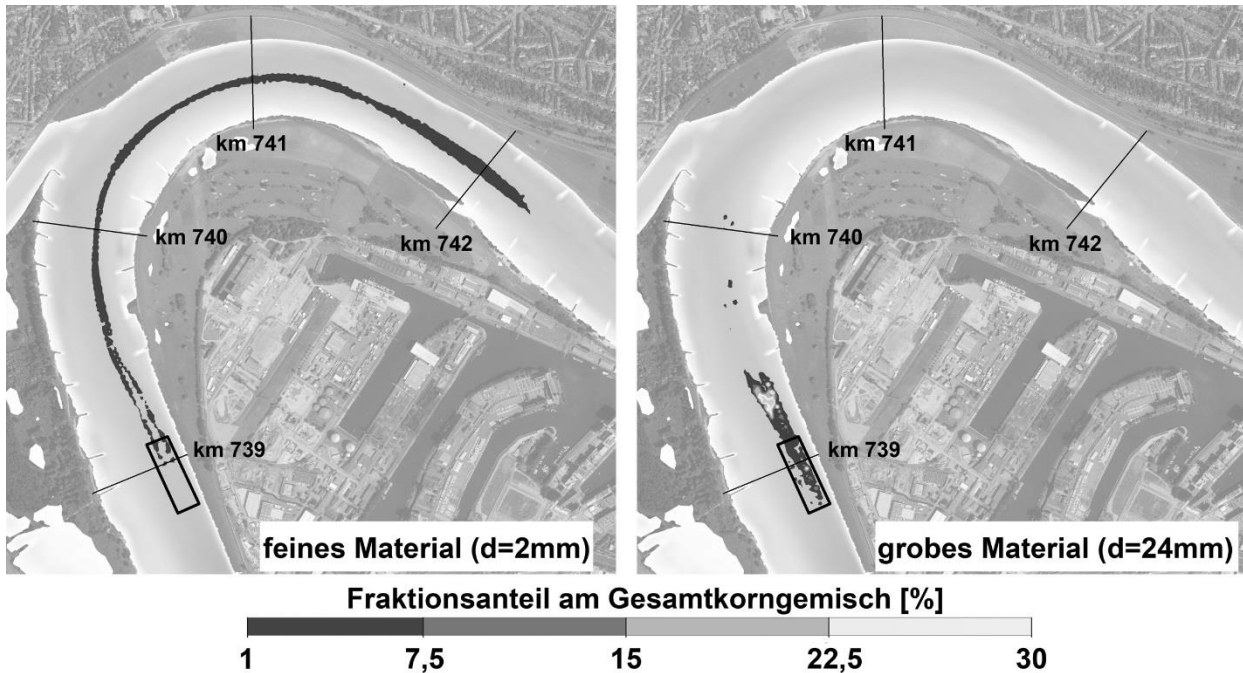 km 741
km 740
km 742
km 739
feines Material (d=2mm)
km 741
km 740
km 742
km 739
grobes Material (d=24mm)
Fraktionsanteil am Gesamtkorngemisch [%]
1 7,5 15 22,5 30